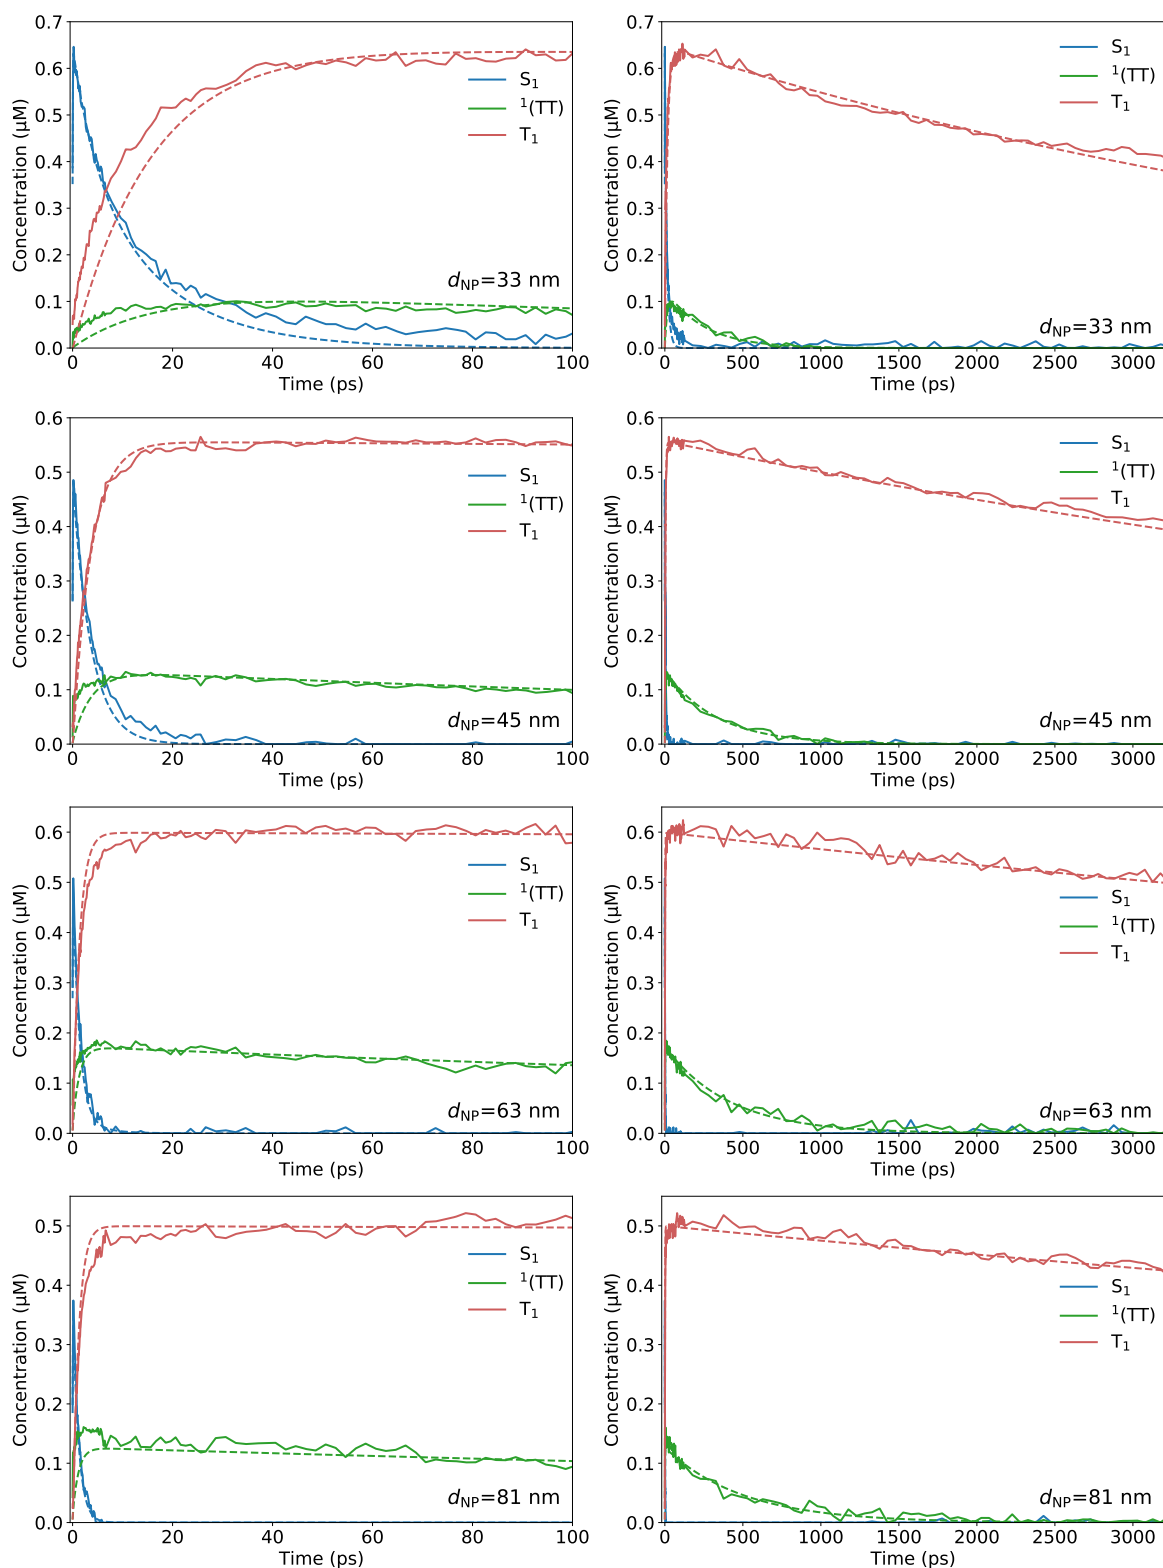 0.7
0.6
0.5
0.4
0.3
0.2
0.1
0.0
Concentration (µM)
0 20 40 60 80 100
Time (ps)
S₁
¹(TT)
T₁
d_NP=33 nm
0.7
0.6
0.5
0.4
0.3
0.2
0.1
0.0
Concentration (µM)
0 500 1000 1500 2000 2500 3000
Time (ps)
S₁
¹(TT)
T₁
d_NP=33 nm
0.6
0.5
0.4
0.3
0.2
0.1
0.0
Concentration (µM)
0 20 40 60 80 100
Time (ps)
S₁
¹(TT)
T₁
d_NP=45 nm
0.6
0.5
0.4
0.3
0.2
0.1
0.0
Concentration (µM)
0 500 1000 1500 2000 2500 3000
Time (ps)
S₁
¹(TT)
T₁
d_NP=45 nm
0.6
0.5
0.4
0.3
0.2
0.1
0.0
Concentration (µM)
0 20 40 60 80 100
Time (ps)
S₁
¹(TT)
T₁
d_NP=63 nm
0.6
0.5
0.4
0.3
0.2
0.1
0.0
Concentration (µM)
0 500 1000 1500 2000 2500 3000
Time (ps)
S₁
¹(TT)
T₁
d_NP=63 nm
0.5
0.4
0.3
0.2
0.1
0.0
Concentration (µM)
0 20 40 60 80 100
Time (ps)
S₁
¹(TT)
T₁
d_NP=81 nm
0.5
0.4
0.3
0.2
0.1
0.0
Concentration (µM)
0 500 1000 1500 2000 2500 3000
Time (ps)
S₁
¹(TT)
T₁
d_NP=81 nm